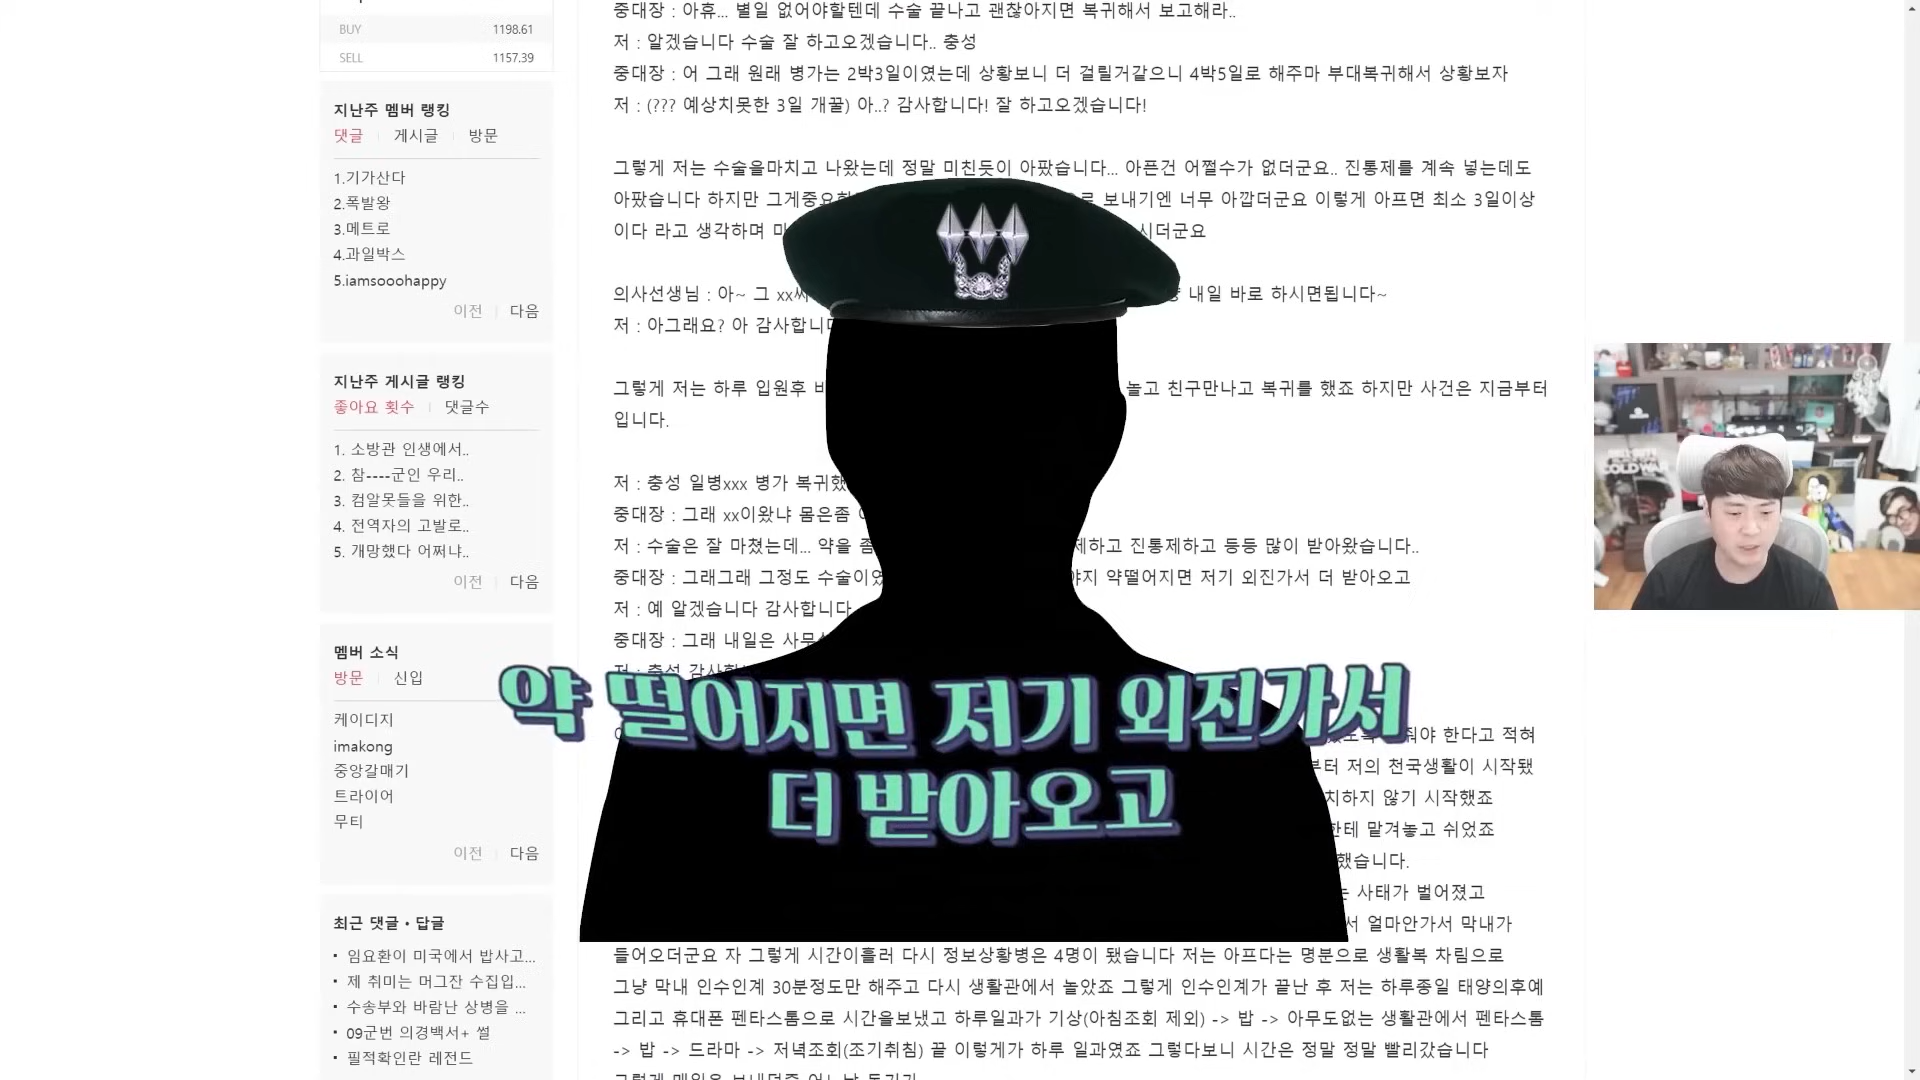 BUY 1198.61
SELL 1157.39
지난주 멤버 랭킹
댓글 게시글 방문
1.기가산다
2.폭발왕
3.메트로
4.과일박스
5.iamsooohappy
이전 다음
지난주 게시글 랭킹
좋아요 횟수 댓글수
1. 소방관 인생에서..
2. 참----군인 우리..
3. 컴알못들을 위한..
4. 전역자의 고발로..
5. 개망했다 어쩌냐..
이전 다음
멤버 소식
방문 신입
케이디지
imakong
중앙갈매기
트라이어
무티
이전 다음
최근 댓글 • 답글
임요환이 미국에서 밥사고...
제 취미는 머그잔 수집입...
수송부와 바람난 상병을 ...
09군번 의경백서+ 썰
필적확인란 레전드
중대장 : 아휴... 별일 없어야할텐데 수술 끝나고 괜찮아지면 복귀해서 보고해라..
저 : 알겠습니다 수술 잘 하고오겠습니다.. 충성
중대장 : 어 그래 원래 병가는 2박3일이였는데 상황보니 더 걸릴거같으니 4박5일로 해주마 부대복귀해서 상황보자
저 : (??? 예상치못한 3일 개꿀) 아..? 감사합니다! 잘 하고오겠습니다!
그렇게 저는 수술을마치고 나왔는데 정말 미친듯이 아팠습니다... 아픈건 어쩔수가 없더군요.. 진통제를 계속 넣는데도
아팠습니다 하지만 보내기엔 너무 아깝더군요 이렇게 아프면 최소 3일이상
이다 라고 생각하며 시더군요
의사선생님 : 아~ 그 xx씨 내일 바로 하시면됩니다~
저 : 아그래요? 아 감사합니다
그렇게 저는 하루 입원후 놀고 친구만나고 복귀를 했죠 하지만 사건은 지금부터
입니다.
저 : 충성 일병xxx 병가 복귀했
중대장 : 그래 xx이왔냐 몸은좀
저 : 수술은 잘 마쳤는데... 약을 좀 제하고 진통제하고 등등 많이 받아왔습니다..
중대장 : 그래그래 그정도 수술이였 야지 약떨어지면 저기 외진가서 더 받아오고
저 : 예 알겠습니다 감사합니다
중대장 : 그래 내일은
약 떨어지면 저기 외진가서
더 받아오고
줘야 한다고 적혀
부터 저의 천국생활이 시작됐
치하지 않기 시작했죠
한테 맡겨놓고 쉬었죠
했습니다.
사태가 벌어졌고
서 얼마안가서 막내가
들어오더군요 자 그렇게 시간이흘러 다시 정보상황병은 4명이 됐습니다 저는 아프다는 명분으로 생활복 차림으로
그냥 막내 인수인계 30분정도만 해주고 다시 생활관에서 놀았죠 그렇게 인수인계가 끝난 후 저는 하루종일 태양의후예
그리고 휴대폰 펜타스톰으로 시간을보냈고 하루일과가 기상(아침조회 제외) -> 밥 -> 아무도없는 생활관에서 펜타스톰
-> 밥 -> 드라마 -> 저녁조회(조기취침) 끝 이렇게가 하루 일과였죠 그렇다보니 시간은 정말 정말 빨리갔습니다
COLD WAR